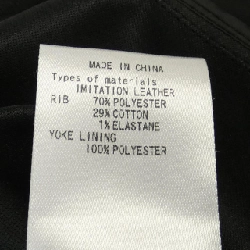 MADE IN CHINA
Types of materials
IMITATION LEATHER
RIB 70% POLYESTER
29% COTTON
1% ELASTANE
YOKE LINING
100% POLYESTER